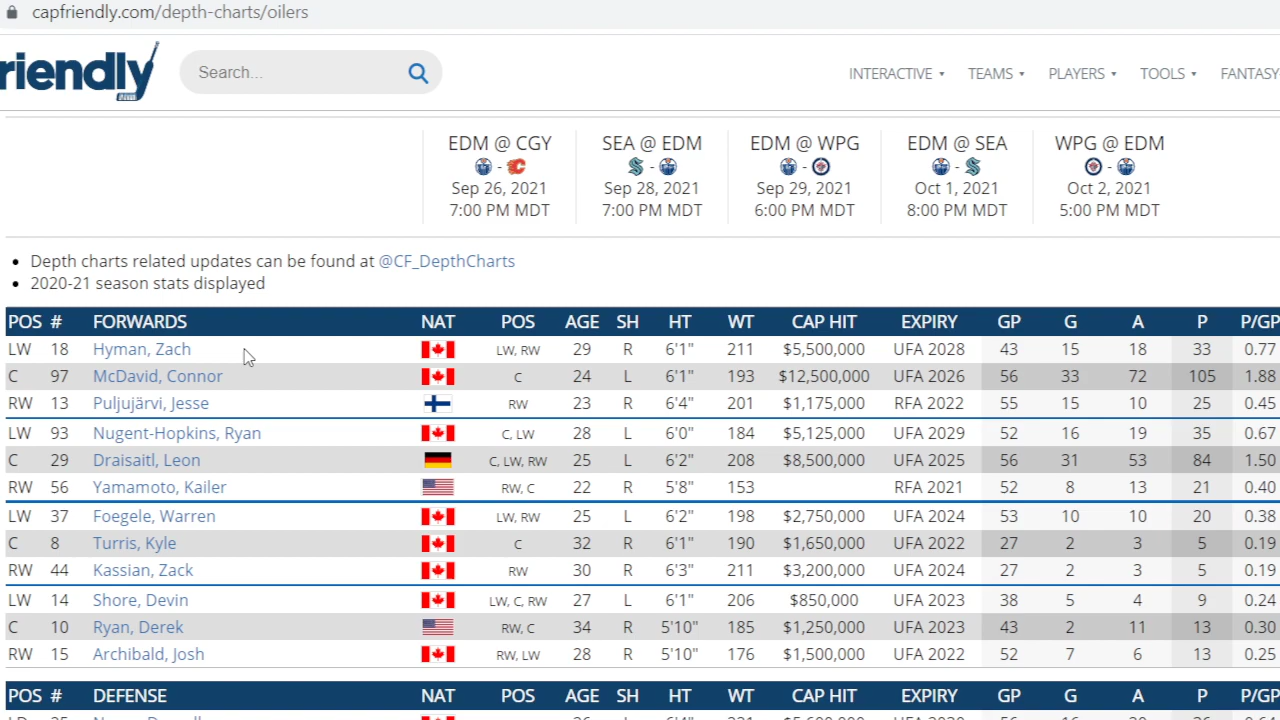 capfriendly.com/depth-charts/oilers
riendly Search... INTERACTIVE TEAMS PLAYERS TOOLS FANTASY
EDM @ CGY SEA @ EDM EDM @ WPG EDM @ SEA WPG @ EDM
- - - - -
Sep 26, 2021 Sep 28, 2021 Sep 29, 2021 Oct 1, 2021 Oct 2, 2021
7:00 PM MDT 7:00 PM MDT 6:00 PM MDT 8:00 PM MDT 5:00 PM MDT
• Depth charts related updates can be found at @CF_DepthCharts
• 2020-21 season stats displayed
POS # FORWARDS NAT POS AGE SH HT WT CAP HIT EXPIRY GP G A P P/GP
LW 18 Hyman, Zach LW, RW 29 R 6'1" 211 $5,500,000 UFA 2028 43 15 18 33 0.77
C 97 McDavid, Connor C 24 L 6'1" 193 $12,500,000 UFA 2026 56 33 72 105 1.88
RW 13 Puljujärvi, Jesse RW 23 R 6'4" 201 $1,175,000 RFA 2022 55 15 10 25 0.45
LW 93 Nugent-Hopkins, Ryan C, LW 28 L 6'0" 184 $5,125,000 UFA 2029 52 16 19 35 0.67
C 29 Draisaitl, Leon C, LW, RW 25 L 6'2" 208 $8,500,000 UFA 2025 56 31 53 84 1.50
RW 56 Yamamoto, Kailer RW, C 22 R 5'8" 153 RFA 2021 52 8 13 21 0.40
LW 37 Foegele, Warren LW, RW 25 L 6'2" 198 $2,750,000 UFA 2024 53 10 10 20 0.38
C 8 Turris, Kyle C 32 R 6'1" 190 $1,650,000 UFA 2022 27 2 3 5 0.19
RW 44 Kassian, Zack RW 30 R 6'3" 211 $3,200,000 UFA 2024 27 2 3 5 0.19
LW 14 Shore, Devin LW, C, RW 27 L 6'1" 206 $850,000 UFA 2023 38 5 4 9 0.24
C 10 Ryan, Derek RW, C 34 R 5'10" 185 $1,250,000 UFA 2023 43 2 11 13 0.30
RW 15 Archibald, Josh RW, LW 28 R 5'10" 176 $1,500,000 UFA 2022 52 7 6 13 0.25
POS # DEFENSE NAT POS AGE SH HT WT CAP HIT EXPIRY GP G A P P/GP